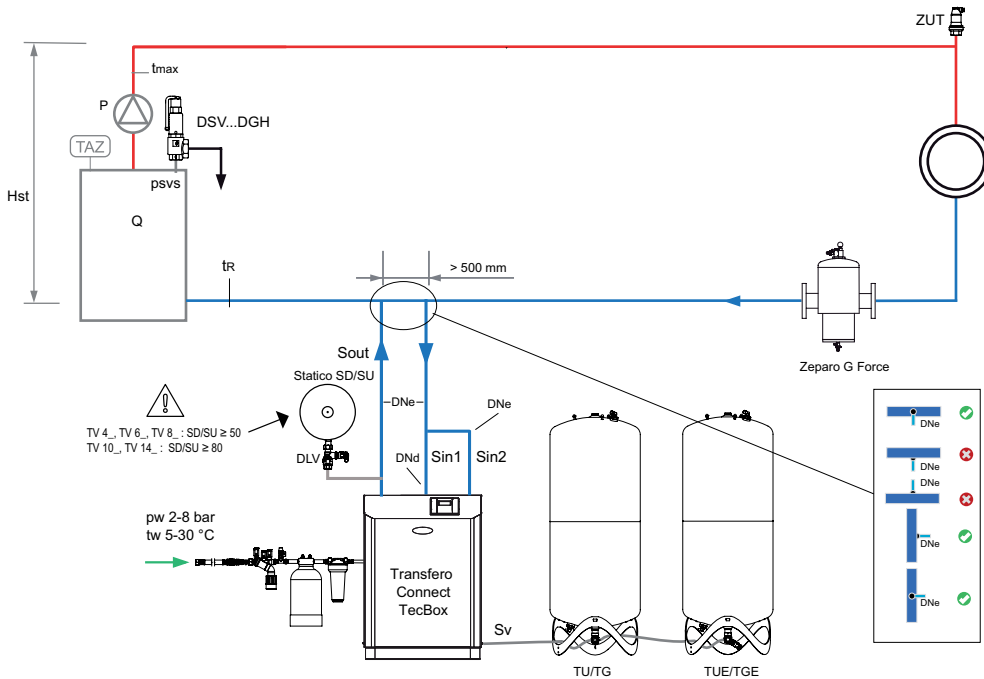 ZUT
tmax
P
DSV...DGH
TAZ
psvs
Hst
Q
tR
> 500 mm
Zeparo G Force
Sout
Statico SD/SU
DNe
DNe
TV 4_, TV 6_, TV 8_ : SD/SU ≥ 50
TV 10_, TV 14_ : SD/SU ≥ 80
DLV
DNd
Sin1
Sin2
pw 2-8 bar
tw 5-30 °C
Transfero
Connect
TecBox
Sv
TU/TG
TUE/TGE
DNe
DNe
DNe
DNe
DNe